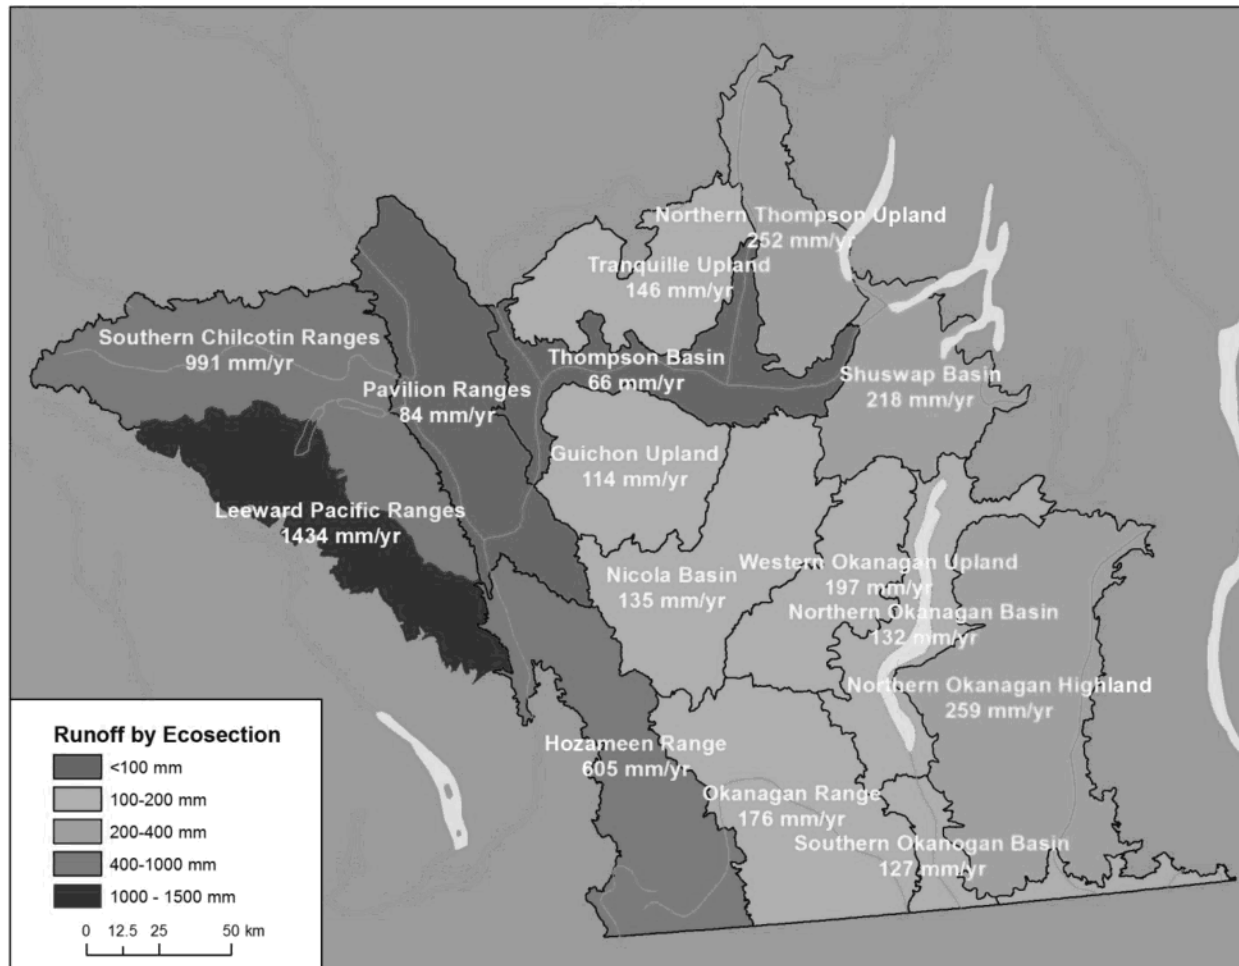 Northern Thompson Upland
252 mm/yr
Tranquille Upland
146 mm/yr
Southern Chilcotin Ranges
991 mm/yr
Thompson Basin
66 mm/yr
Pavilion Ranges
84 mm/yr
Shuswap Basin
218 mm/yr
Guichon Upland
114 mm/yr
Leeward Pacific Ranges
1434 mm/yr
Nicola Basin
135 mm/yr
Western Okanagan Upland
197 mm/yr
Northern Okanagan Basin
132 mm/yr
Northern Okanagan Highland
259 mm/yr
Hozameen Range
605 mm/yr
Okanagan Range
176 mm/yr
Southern Okanogan Basin
127 mm/yr
Runoff by Ecosection
<100 mm
100-200 mm
200-400 mm
400-1000 mm
1000 - 1500 mm
0 12.5 25 50 km